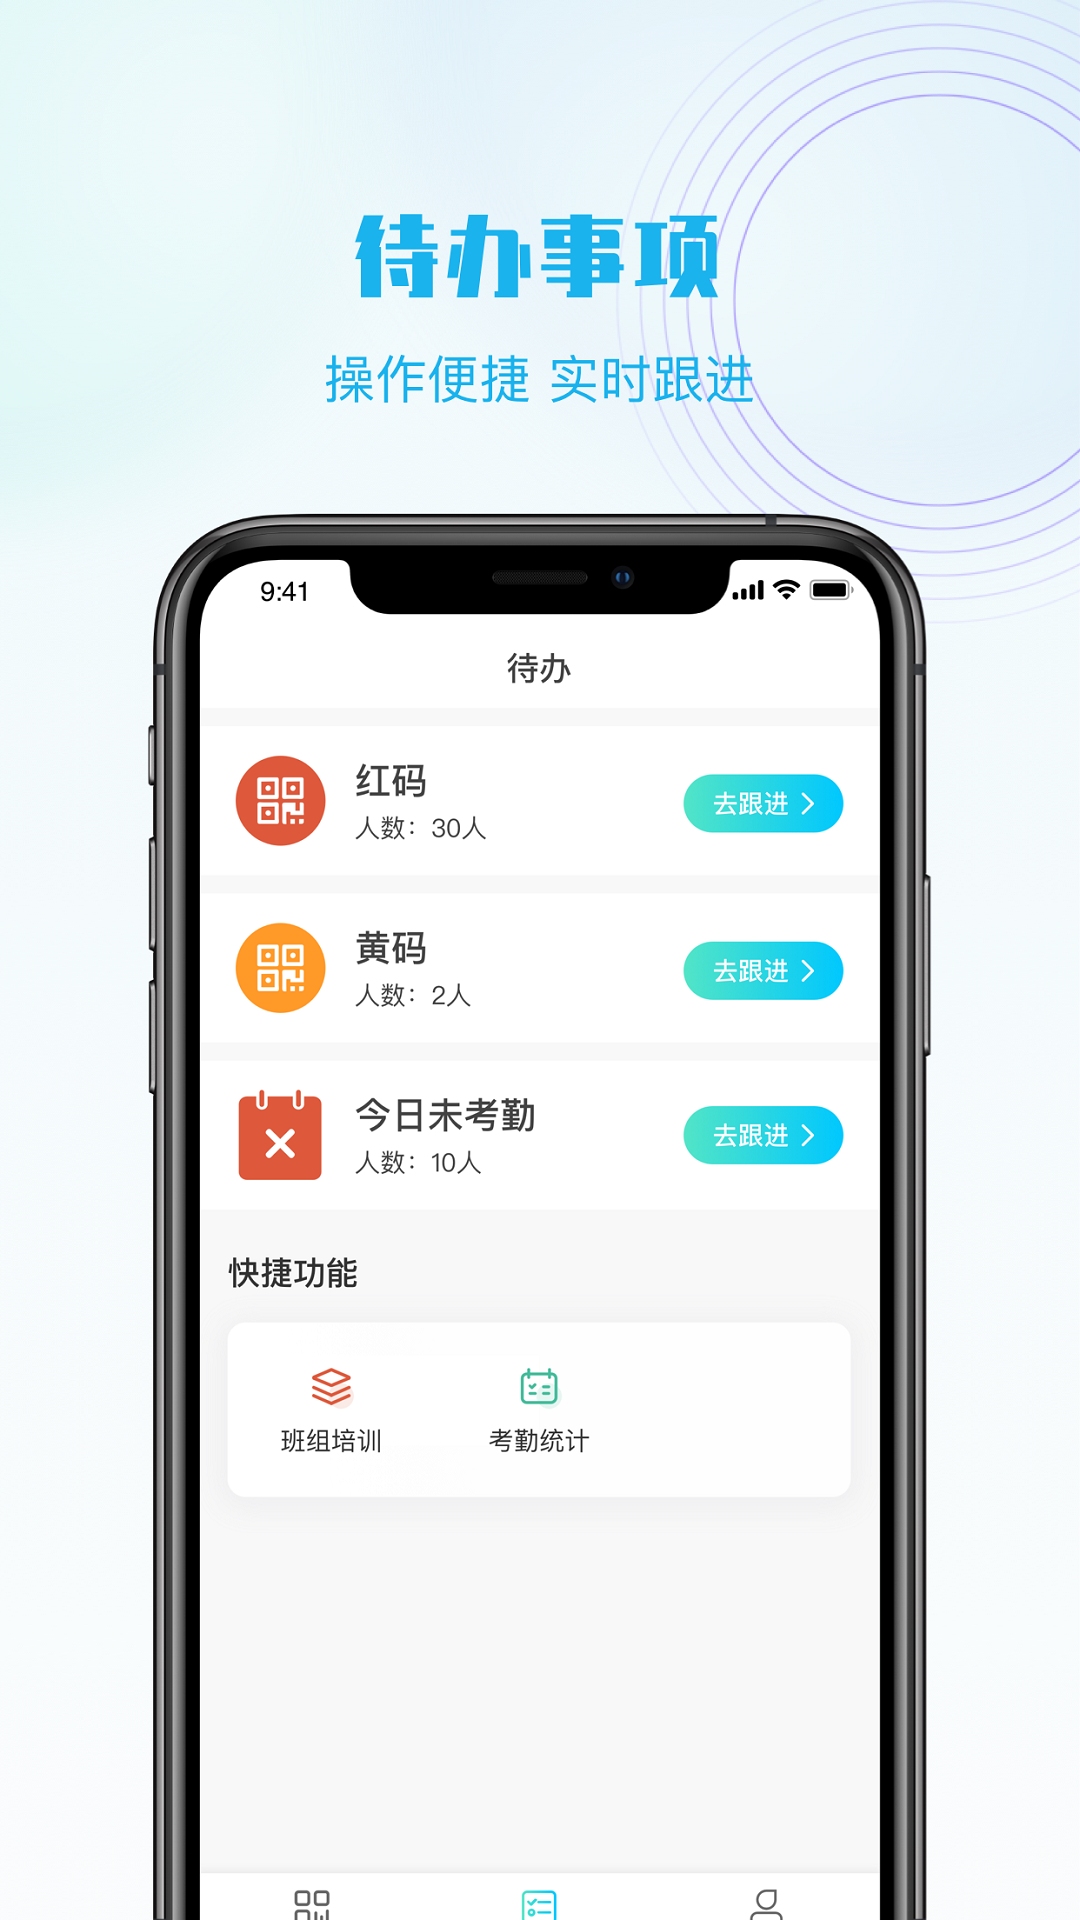 待办事项
操作便捷 实时跟进
9:41
待办
红码
人数：30人
去跟进
黄码
人数：2人
去跟进
今日未考勤
人数：10人
去跟进
快捷功能
班组培训
考勤统计